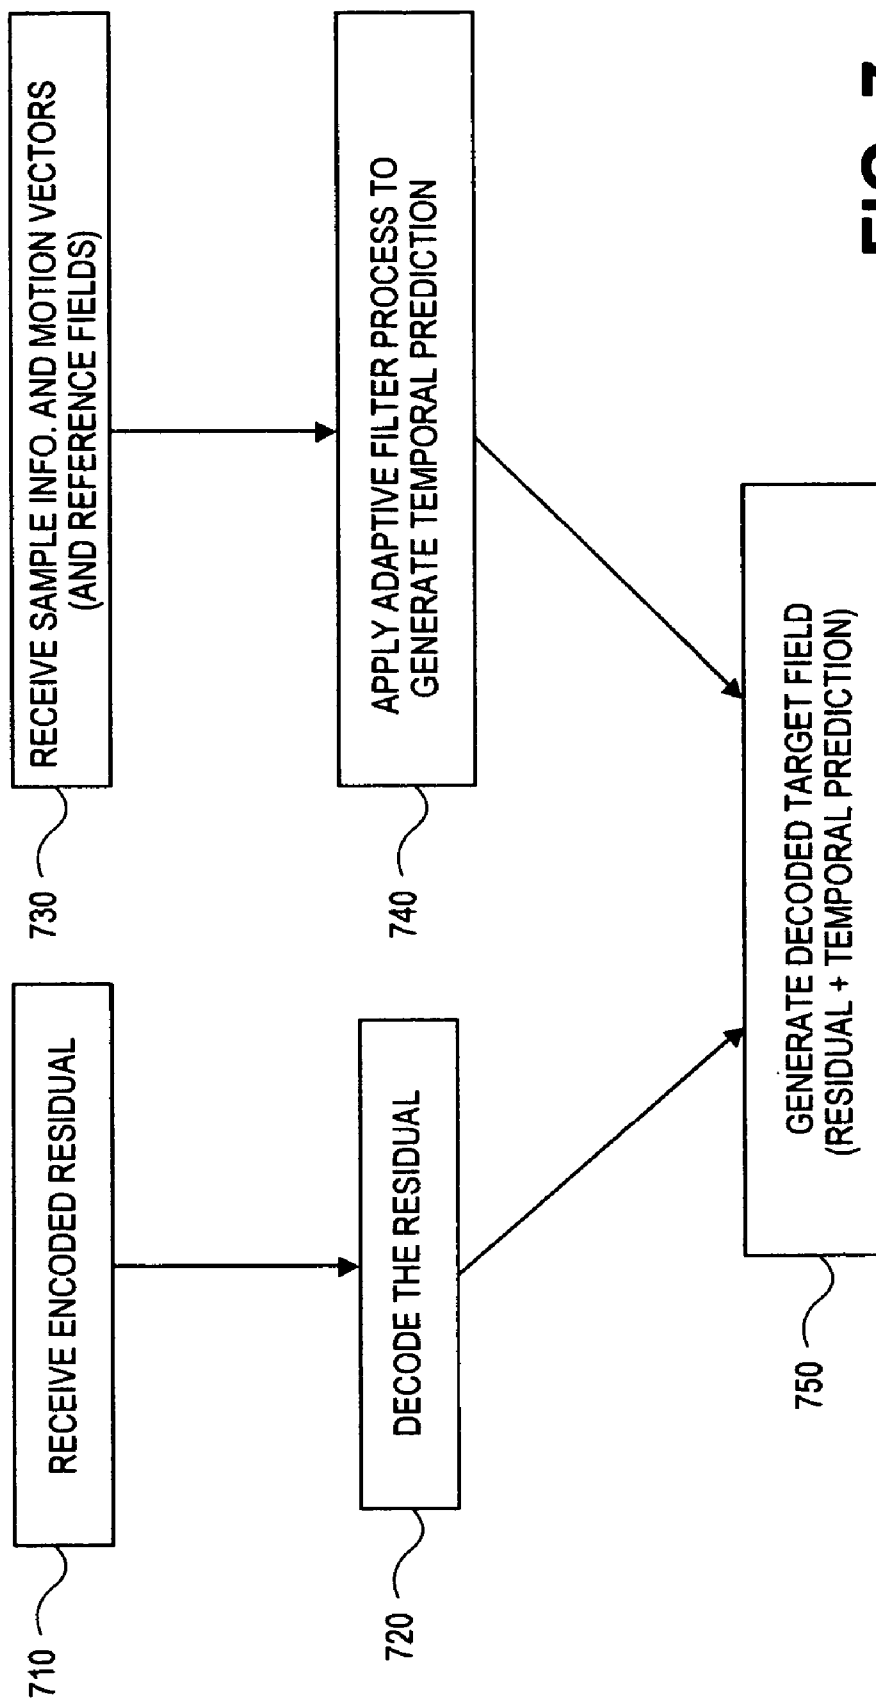 710
RECEIVE ENCODED RESIDUAL
720
DECODE THE RESIDUAL
730
RECEIVE SAMPLE INFO. AND MOTION VECTORS
(AND REFERENCE FIELDS)
740
APPLY ADAPTIVE FILTER PROCESS TO
GENERATE TEMPORAL PREDICTION
750
GENERATE DECODED TARGET FIELD
(RESIDUAL + TEMPORAL PREDICTION)